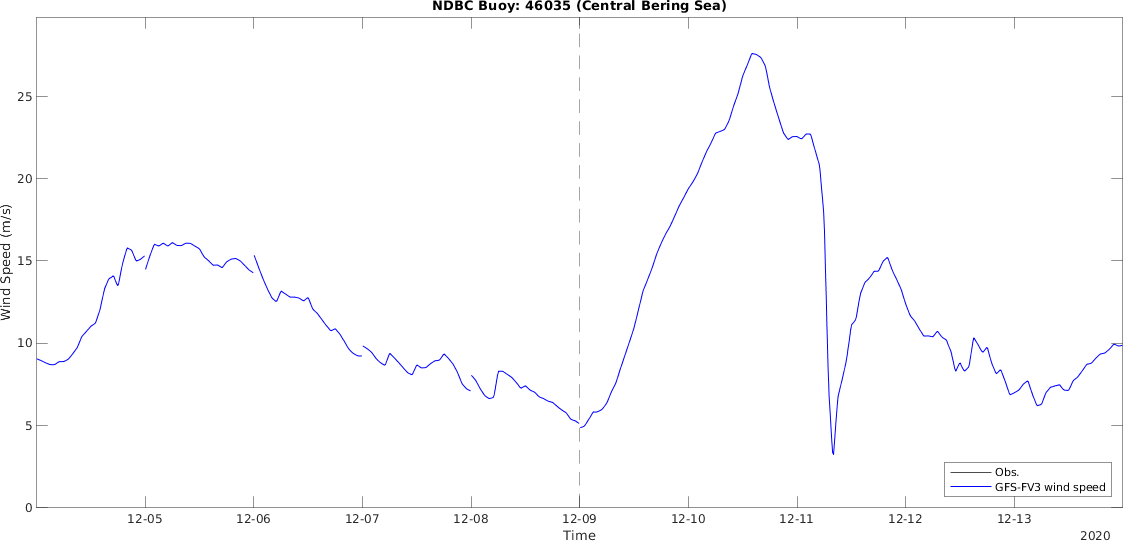 NDBC Buoy: 46035 (Central Bering Sea)
Wind Speed (m/s)
25
20
15
10
5
0
12-05 12-06 12-07 12-08 12-09 12-10 12-11 12-12 12-13
Time
2020
Obs.
GFS-FV3 wind speed